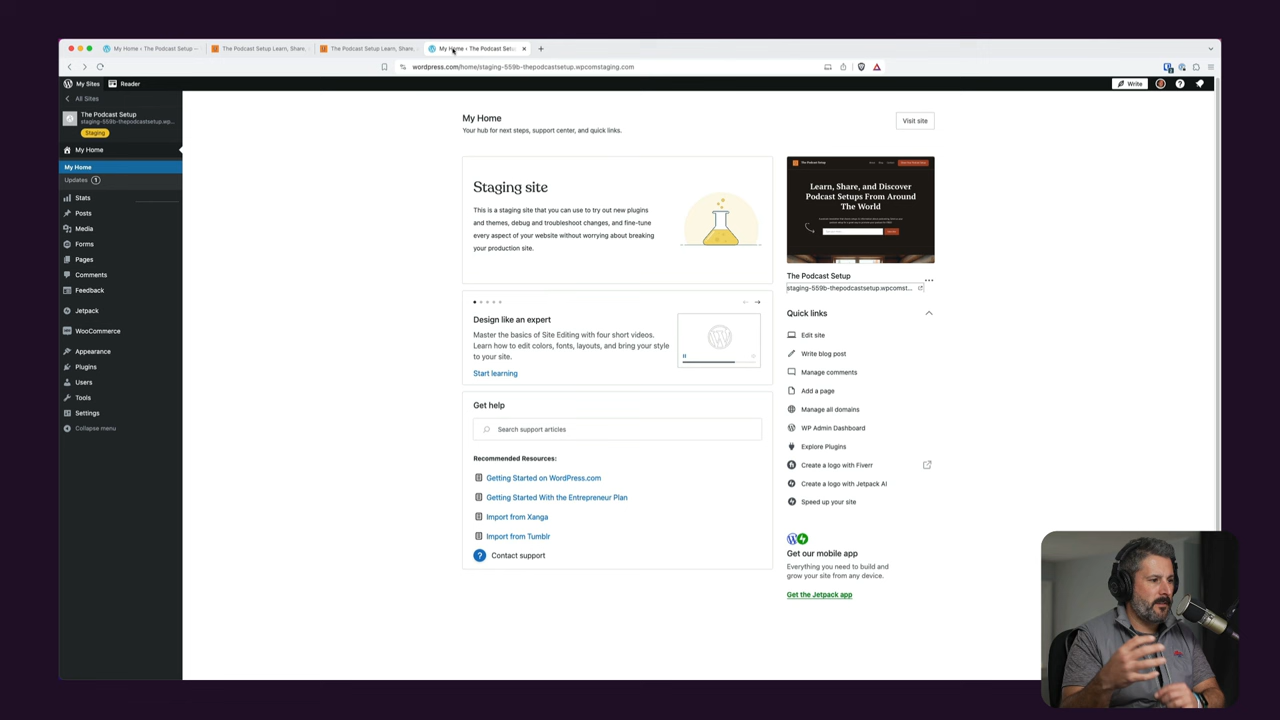 My Home ‹ The Podcast Setup —
The Podcast Setup Learn, Share,
The Podcast Setup Learn, Share,
My Home ‹ The Podcast Setu
wordpress.com/home/staging-559b-thepodcastsetup.wpcomstaging.com
My Sites
Reader
Write
All Sites
The Podcast Setup
staging-559b-thepodcastsetup.wp...
Staging
My Home
My Home
Updates 1
Stats
Posts
Media
Forms
Pages
Comments
Feedback
Jetpack
WooCommerce
Appearance
Plugins
Users
Tools
Settings
Collapse menu
My Home
Your hub for next steps, support center, and quick links.
Visit site
Staging site
This is a staging site that you can use to try out new plugins
and themes, debug and troubleshoot changes, and fine-tune
every aspect of your website without worrying about breaking
your production site.
Design like an expert
Master the basics of Site Editing with four short videos.
Learn how to edit colors, fonts, layouts, and bring your style
to your site.
Start learning
Get help
Search support articles
Recommended Resources:
Getting Started on WordPress.com
Getting Started With the Entrepreneur Plan
Import from Xanga
Import from Tumblr
? Contact support
The Podcast Setup
Learn, Share, and Discover
Podcast Setups From Around
The World
The Podcast Setup
staging-559b-thepodcastsetup.wpcomst...
Quick links
Edit site
Write blog post
Manage comments
Add a page
Manage all domains
WP Admin Dashboard
Explore Plugins
Create a logo with Fiverr
Create a logo with Jetpack AI
Speed up your site
Get our mobile app
Everything you need to build and
grow your site from any device.
Get the Jetpack app